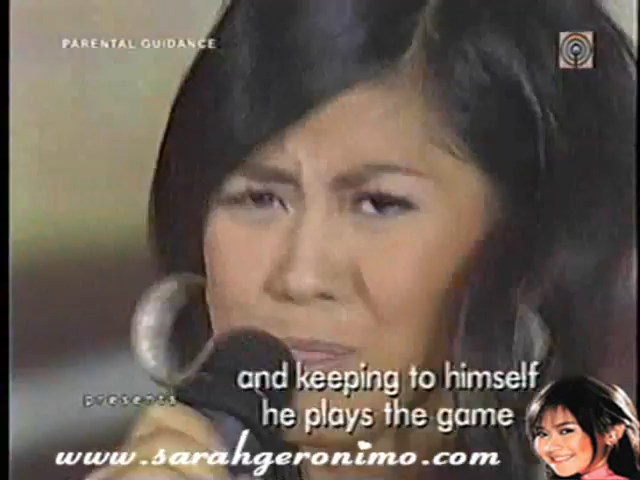 PARENTAL GUIDANCE
and keeping to himself
presents
he plays the game
www.sarahgeronimo.com